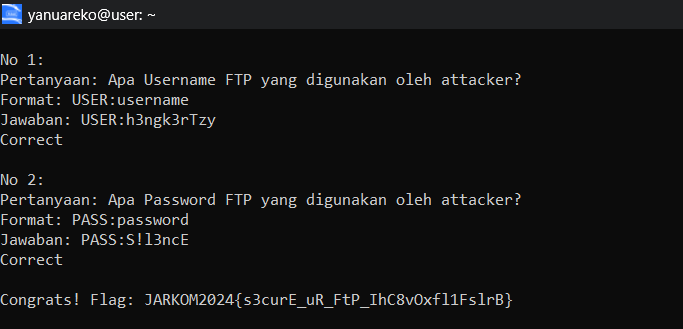 yanuareko@user: ~
No 1:
Pertanyaan: Apa Username FTP yang digunakan oleh attacker?
Format: USER:username
Jawaban: USER:h3ngk3rTzy
Correct
No 2:
Pertanyaan: Apa Password FTP yang digunakan oleh attacker?
Format: PASS:password
Jawaban: PASS:S!l3ncE
Correct
Congrats! Flag: JARKOM2024{s3curE_uR_FtP_IhC8vOxfl1FslrB}